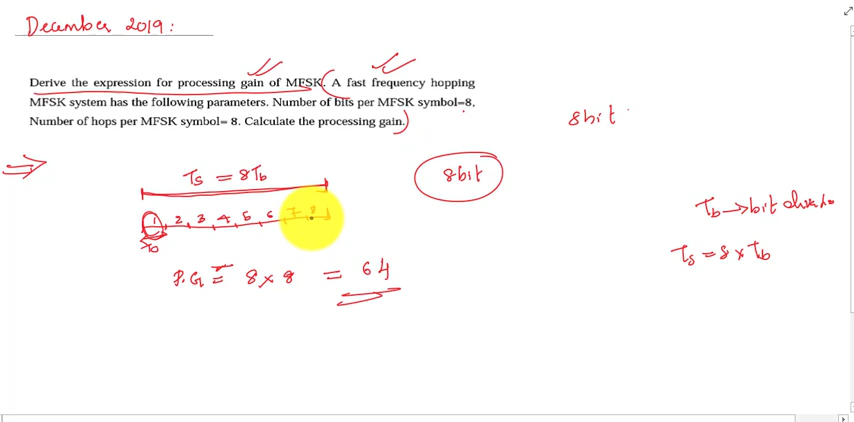 December 2019:
Derive the expression for processing gain of MFSK. A fast frequency hopping
MFSK system has the following parameters. Number of bits per MFSK symbol=8,
Number of hops per MFSK symbol= 8. Calculate the processing gain.
8bit
Ts = 8Tb
8bit
1 2 3 4 5 6 7 8
Tb
Tb → bit
Ts = 8 × Tb
P.G = 8 × 8 = 64